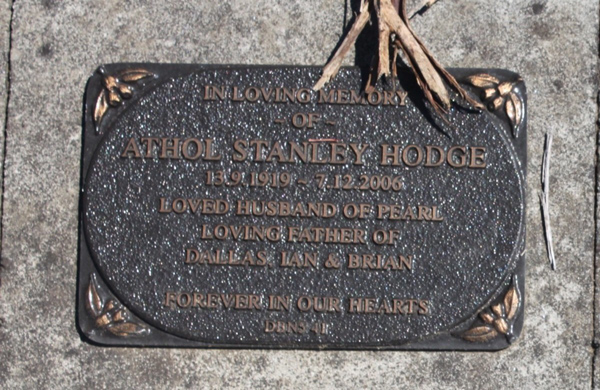 IN LOVING MEMORY
- OF -
ATHOL STANLEY HODGE
13.9.1919 - 7.12.2006
LOVED HUSBAND OF PEARL
LOVING FATHER OF
DALLAS, IAN & BRIAN
FOREVER IN OUR HEARTS